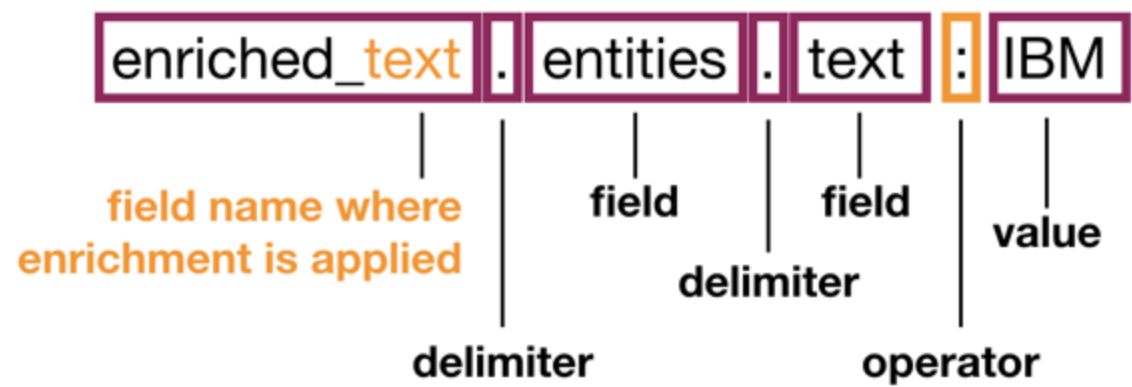 enriched_text . entities . text : IBM
field name where
enrichment is applied
field
field
value
delimiter
delimiter
operator